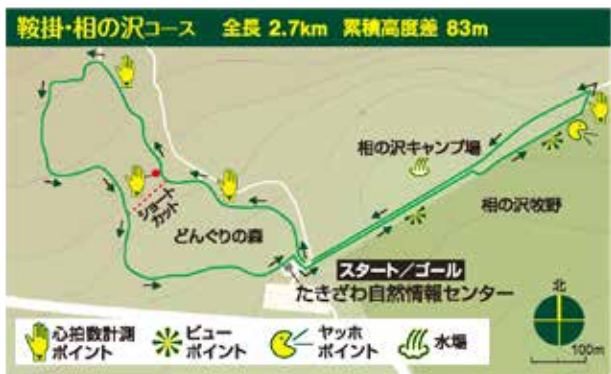 鞍掛・相の沢コース 全長 2.7km 累積高度差 83m
相の沢キャンプ場
相の沢牧野
ショートカット
どんぐりの森
スタート/ゴール
たきざわ自然情報センター
北
100m
心拍数計測ポイント
ビューポイント
ヤッホポイント
水場